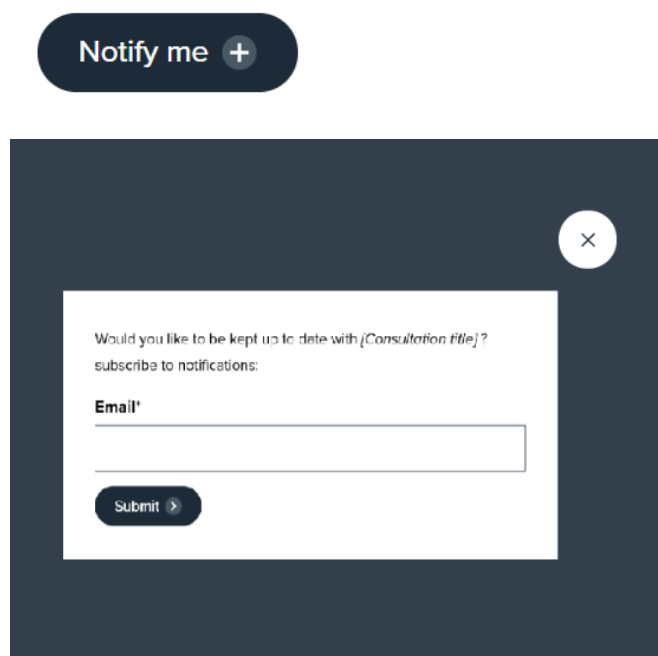 Notify me
Would you like to be kept up to date with [Consultation title] ?
subscribe to notifications:
Email*
Submit